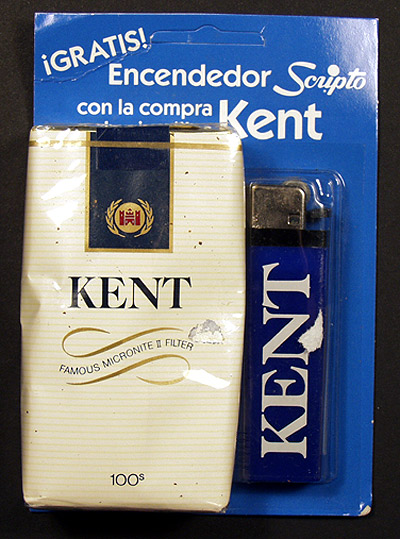 ¡GRATIS!
Encendedor Scripto
con la compra
Kent
KENT
FAMOUS MICRONITE II FILTER
100s
KENT